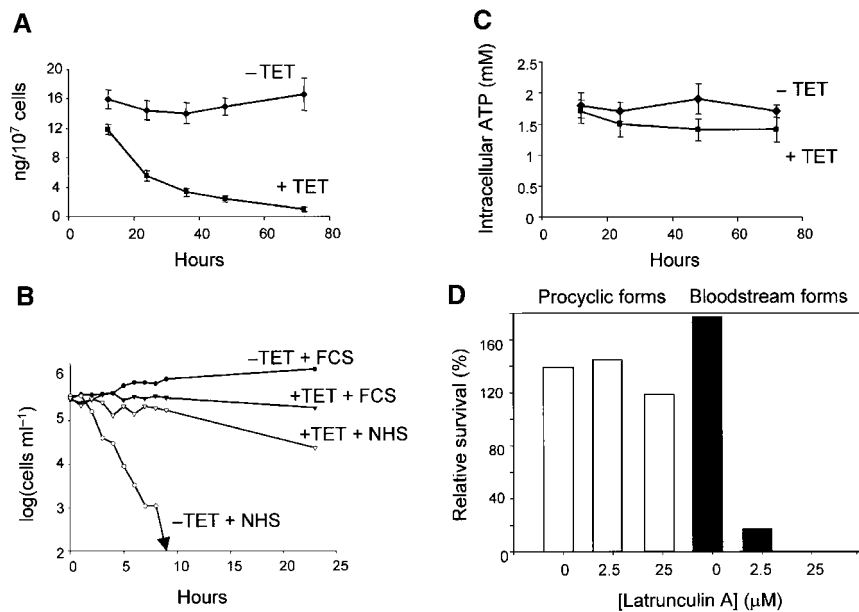 A
20
16
12
8
4
0
ng/10⁷ cells
– TET
+ TET
0
20
40
60
80
Hours
B
6
5
4
3
2
log(cells ml⁻¹)
–TET + FCS
+TET + FCS
+TET + NHS
–TET + NHS
0
5
10
15
20
25
Hours
C
2.5
2
1.5
1
0.5
0
Intracellular ATP (mM)
– TET
+ TET
0
20
40
60
80
Hours
D
Procyclic forms
Bloodstream forms
160
120
80
40
0
Relative survival (%)
0
2.5
25
0
2.5
25
[Latrunculin A] (μM)